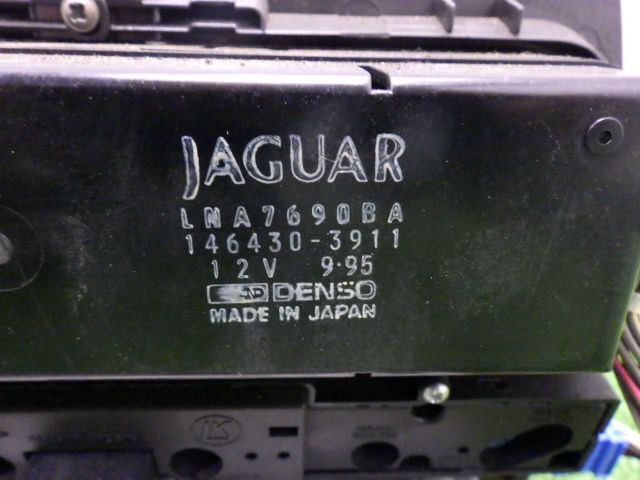 JAGUAR
LNA7690BA
146430-3911
12V 9·95
DENSO
MADE IN JAPAN
K